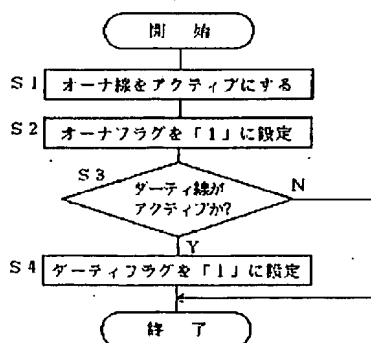 開 始
S1 オーナ線をアクティブにする
S2 オーナフラグを「1」に設定
S3 ダーティ線が
アクティブか?
N
Y
S4 ダーティフラグを「1」に設定
終 了